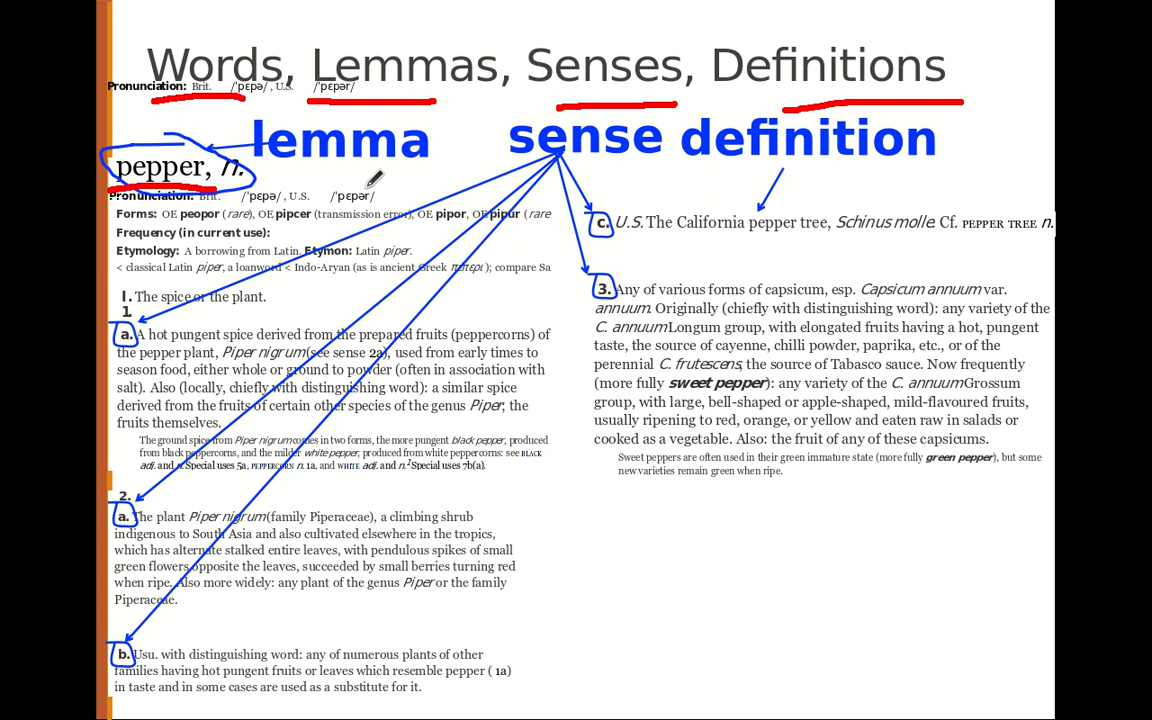 Words, Lemmas, Senses, Definitions
Pronunciation: Brit. /ˈpɛpə/ , U.S. /ˈpɛpər/
lemma
sense
definition
pepper, n.
Pronunciation: Brit. /ˈpɛpə/ , U.S. /ˈpɛpər/
Forms: OE peopor (rare), OE pipcer (transmission error), OE pipor, OE pipur (rare
Frequency (in current use):
Etymology: A borrowing from Latin. Etymon: Latin piper.
< classical Latin piper, a loanword < Indo-Aryan (as is ancient Greek πέπερι ); compare Sa
I. The spice or the plant.
1.
a. A hot pungent spice derived from the prepared fruits (peppercorns) of
the pepper plant, Piper nigrum (see sense 2a), used from early times to
season food, either whole or ground to powder (often in association with
salt). Also (locally, chiefly with distinguishing word): a similar spice
derived from the fruits of certain other species of the genus Piper; the
fruits themselves.
The ground spice from Piper nigrum comes in two forms, the more pungent black pepper, produced
from black peppercorns, and the milder white pepper, produced from white peppercorns: see BLACK
adj. and n. Special uses 5a, PEPPERCORN n. 1a, and WHITE adj. and n.1 Special uses 7b(a).
2.
a. The plant Piper nigrum (family Piperaceae), a climbing shrub
indigenous to South Asia and also cultivated elsewhere in the tropics,
which has alternate stalked entire leaves, with pendulous spikes of small
green flowers opposite the leaves, succeeded by small berries turning red
when ripe. Also more widely: any plant of the genus Piper or the family
Piperaceae.
b. Usu. with distinguishing word: any of numerous plants of other
families having hot pungent fruits or leaves which resemble pepper ( 1a)
in taste and in some cases are used as a substitute for it.
c. U.S. The California pepper tree, Schinus molle. Cf. PEPPER TREE n.
3. Any of various forms of capsicum, esp. Capsicum annuum var.
annuum. Originally (chiefly with distinguishing word): any variety of the
C. annuum Longum group, with elongated fruits having a hot, pungent
taste, the source of cayenne, chilli powder, paprika, etc., or of the
perennial C. frutescens, the source of Tabasco sauce. Now frequently
(more fully sweet pepper): any variety of the C. annuum Grossum
group, with large, bell-shaped or apple-shaped, mild-flavoured fruits,
usually ripening to red, orange, or yellow and eaten raw in salads or
cooked as a vegetable. Also: the fruit of any of these capsicums.
Sweet peppers are often used in their green immature state (more fully green pepper), but some
new varieties remain green when ripe.